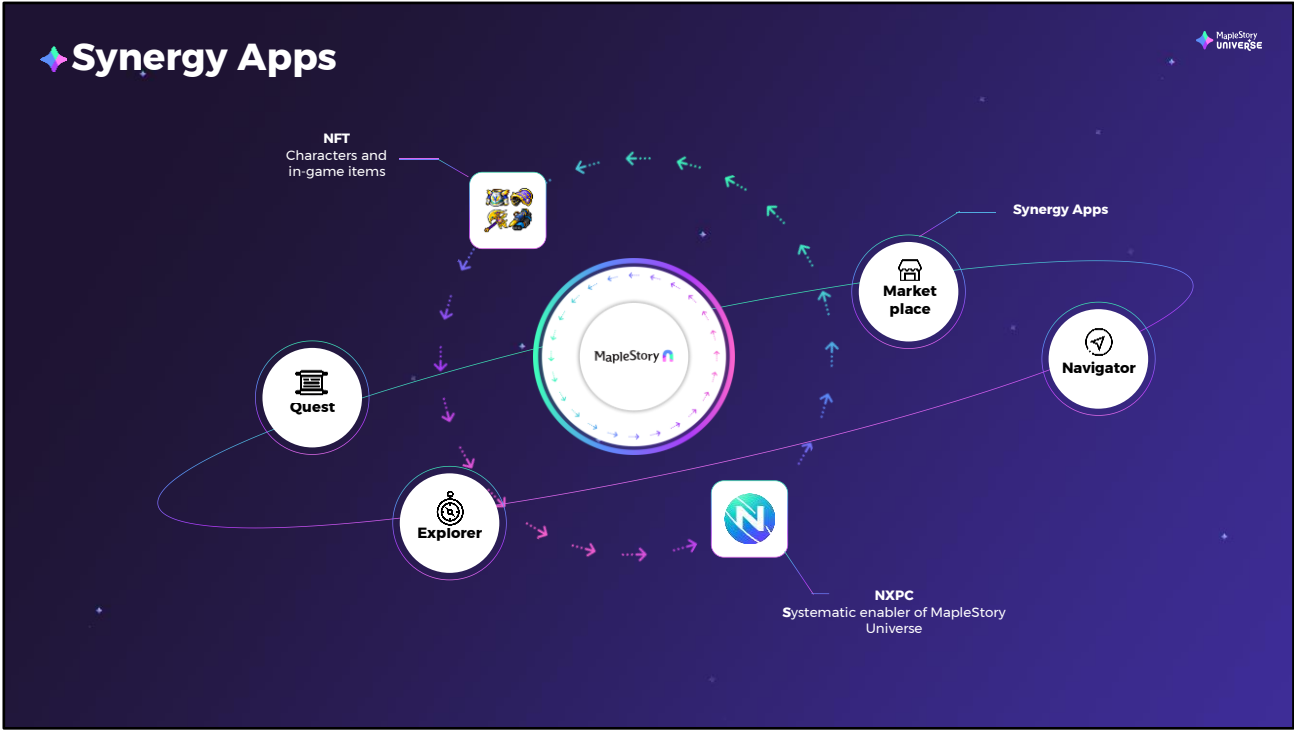 Synergy Apps
MapleStory
UNIVERSE
NFT
Characters and
in-game items
Synergy Apps
Market
place
Navigator
MapleStory
Quest
Explorer
N
NXPC
Systematic enabler of MapleStory
Universe